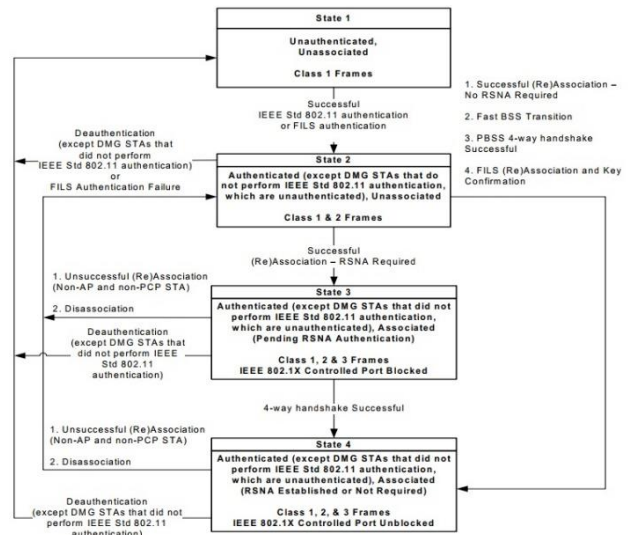 State 1
Unauthenticated,
Unassociated
Class 1 Frames
Successful
IEEE Std 802.11 authentication
or FILS authentication
1. Successful (Re)Association –
No RSNA Required
2. Fast BSS Transition
3. PBSS 4-way handshake
Successful
4. FILS (Re)Association and Key
Confirmation
Deauthentication
(except DMG STAs that
did not perform
IEEE Std 802.11 authentication)
or
FILS Authentication Failure
State 2
Authenticated (except DMG STAs that do
not perform IEEE Std 802.11 authentication,
which are unauthenticated), Unassociated
Class 1 & 2 Frames
Successful
(Re)Association – RSNA Required
1. Unsuccessful (Re)Association
(Non-AP and non-PCP STA)
2. Disassociation
Deauthentication
(except DMG STAs that
did not perform IEEE
Std 802.11
authentication)
State 3
Authenticated (except DMG STAs that did not
perform IEEE Std 802.11 authentication,
which are unauthenticated), Associated
(Pending RSNA Authentication)
Class 1, 2 & 3 Frames
IEEE 802.1X Controlled Port Blocked
4-way handshake Successful
1. Unsuccessful (Re)Association
(Non-AP and non-PCP STA)
2. Disassociation
Deauthentication
(except DMG STAs that did not
perform IEEE Std 802.11
authentication)
State 4
Authenticated (except DMG STAs that did not
perform IEEE Std 802.11 authentication,
which are unauthenticated), Associated
(RSNA Established or Not Required)
Class 1, 2, & 3 Frames
IEEE 802.1X Controlled Port Unblocked